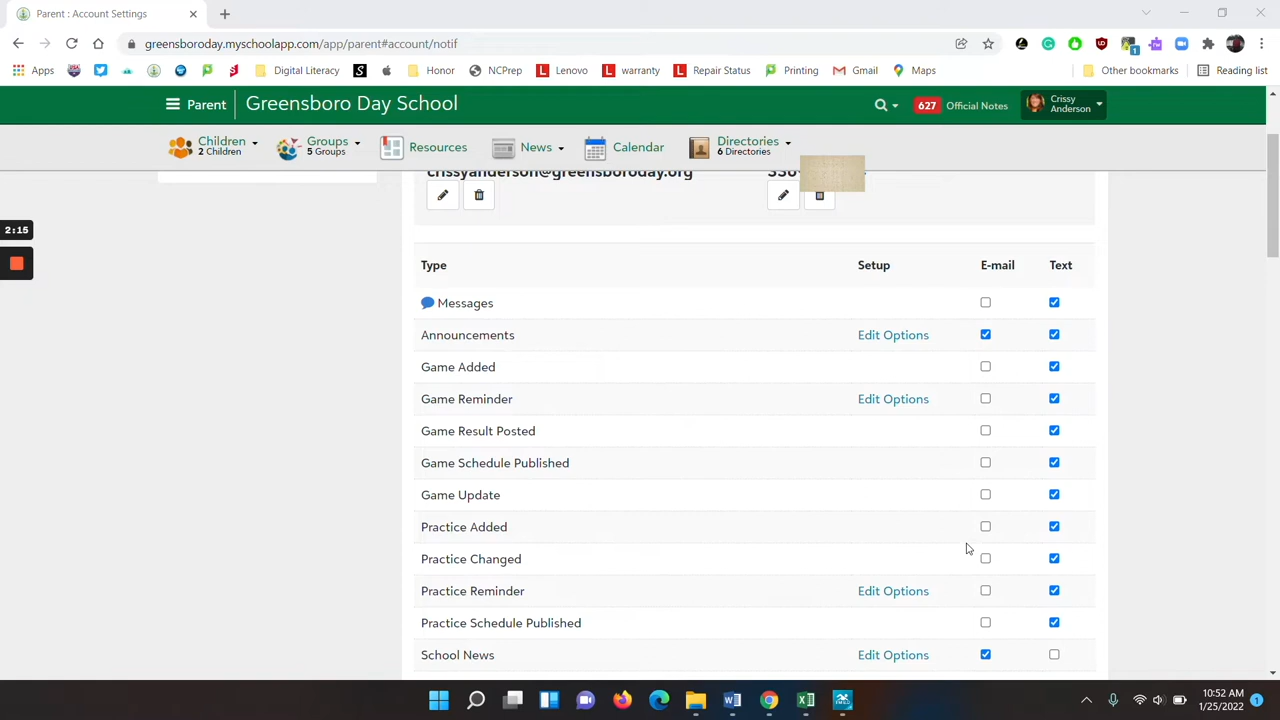 Parent : Account Settings
greensboroday.myschoolapp.com/app/parent#account/notif
Apps Digital Literacy Honor NCPrep Lenovo warranty Repair Status Printing Gmail Maps Other bookmarks Reading list
Parent Greensboro Day School 627 Official Notes Crissy Anderson
Children Groups Resources News Calendar Directories
2 Children 5 Groups 6 Directories
crissyanderson@greensboroday.org
2:15
Type Setup E-mail Text
Messages
Announcements Edit Options
Game Added
Game Reminder Edit Options
Game Result Posted
Game Schedule Published
Game Update
Practice Added
Practice Changed
Practice Reminder Edit Options
Practice Schedule Published
School News Edit Options
10:52 AM
1/25/2022